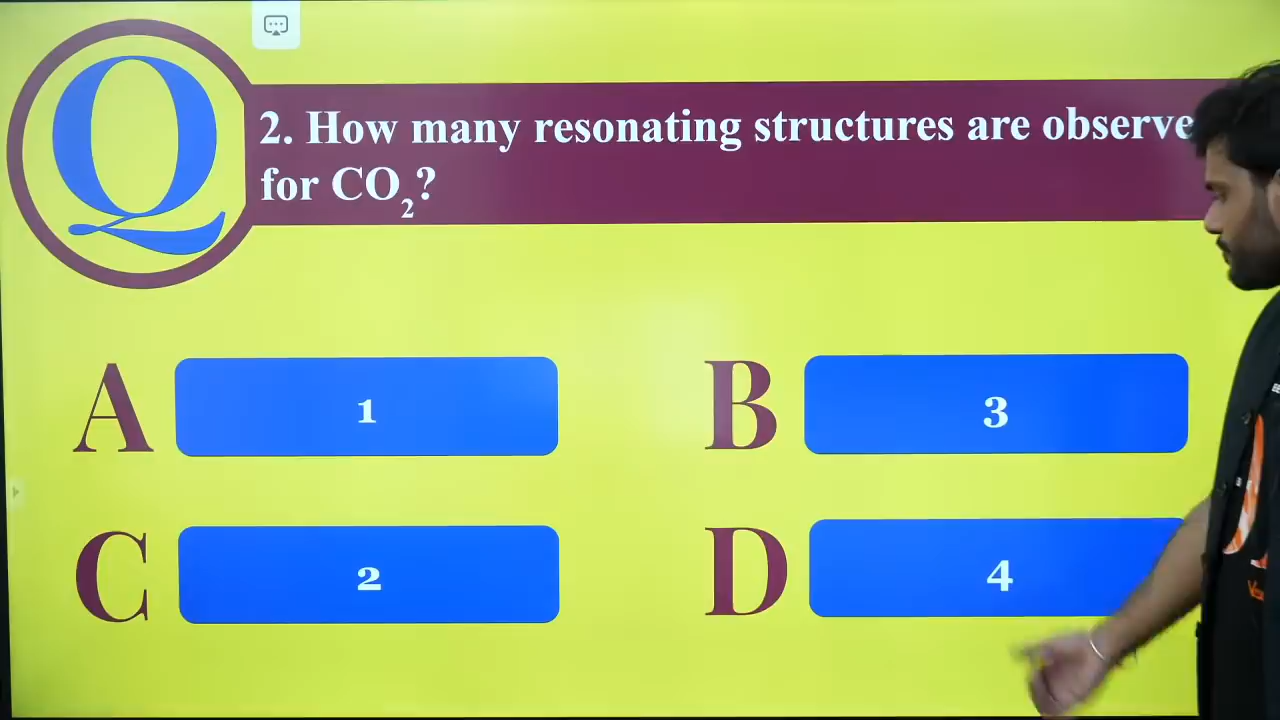 Q
2. How many resonating structures are observe
for CO₂?
A 1
B 3
C 2
D 4